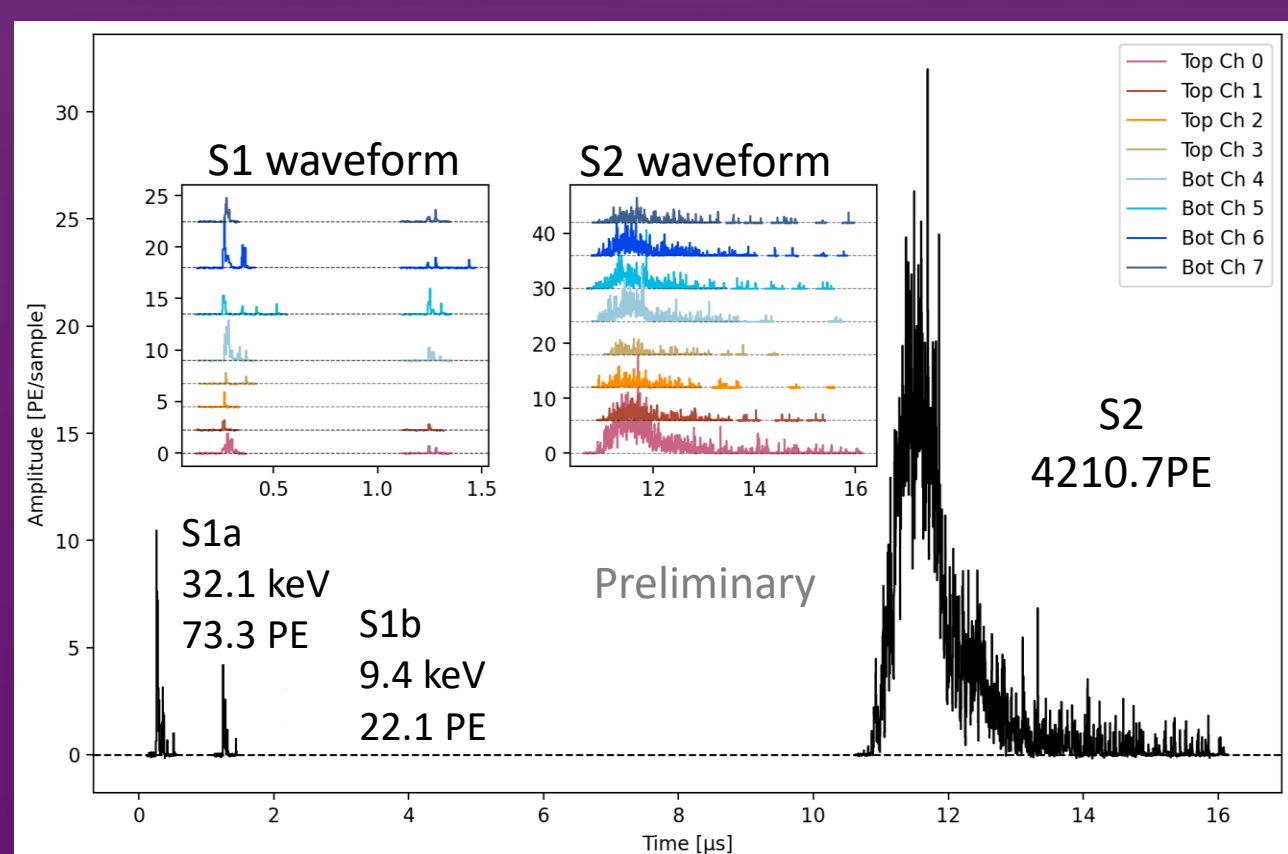 Top Ch 0
Top Ch 1
Top Ch 2
Top Ch 3
Bot Ch 4
Bot Ch 5
Bot Ch 6
Bot Ch 7
S1 waveform
S2 waveform
25
20
15
10
5
0
0.5 1.0 1.5
40
30
20
10
0
12 14 16
S2
4210.7PE
S1a
32.1 keV
73.3 PE
S1b
9.4 keV
22.1 PE
Preliminary
Amplitude [PE/sample]
30
25
20
15
10
5
0
0 2 4 6 8 10 12 14 16
Time [µs]